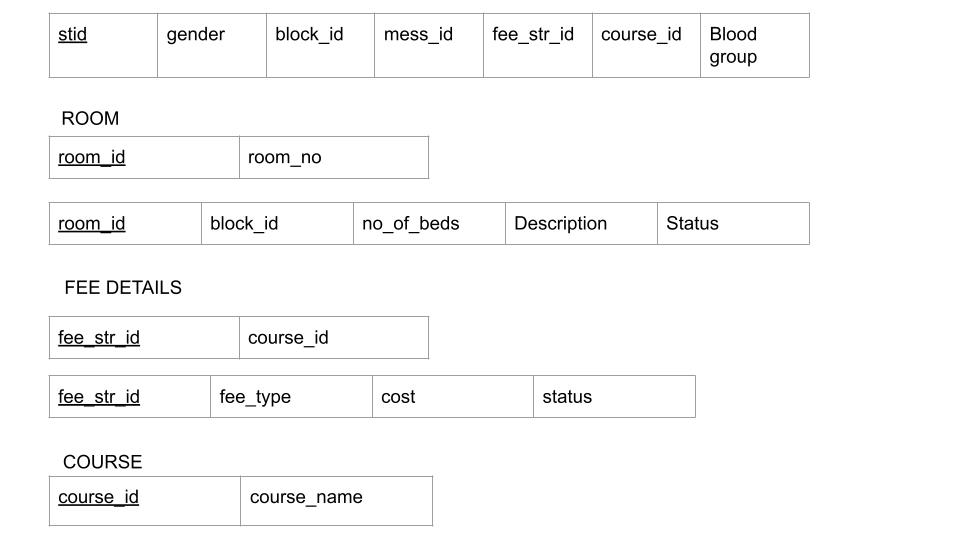 stid gender block_id mess_id fee_str_id course_id Blood
group
ROOM
room_id room_no
room_id block_id no_of_beds Description Status
FEE DETAILS
fee_str_id course_id
fee_str_id fee_type cost status
COURSE
course_id course_name